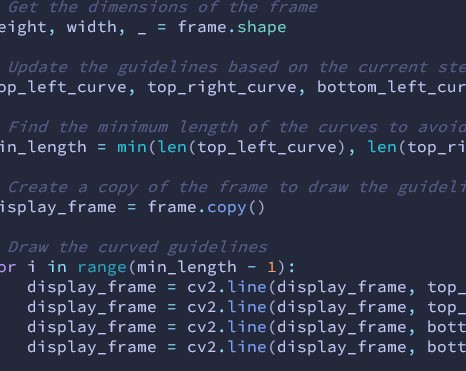 Get the dimensions of the frame
eight, width, _ = frame.shape
Update the guidelines based on the current ste
op_left_curve, top_right_curve, bottom_left_cur
Find the minimum length of the curves to avoid
in_length = min(len(top_left_curve), len(top_ri
Create a copy of the frame to draw the guideli
isplay_frame = frame.copy()
Draw the curved guidelines
or i in range(min_length - 1):
display_frame = cv2.line(display_frame, top_
display_frame = cv2.line(display_frame, top_
display_frame = cv2.line(display_frame, bott
display_frame = cv2.line(display_frame, bott